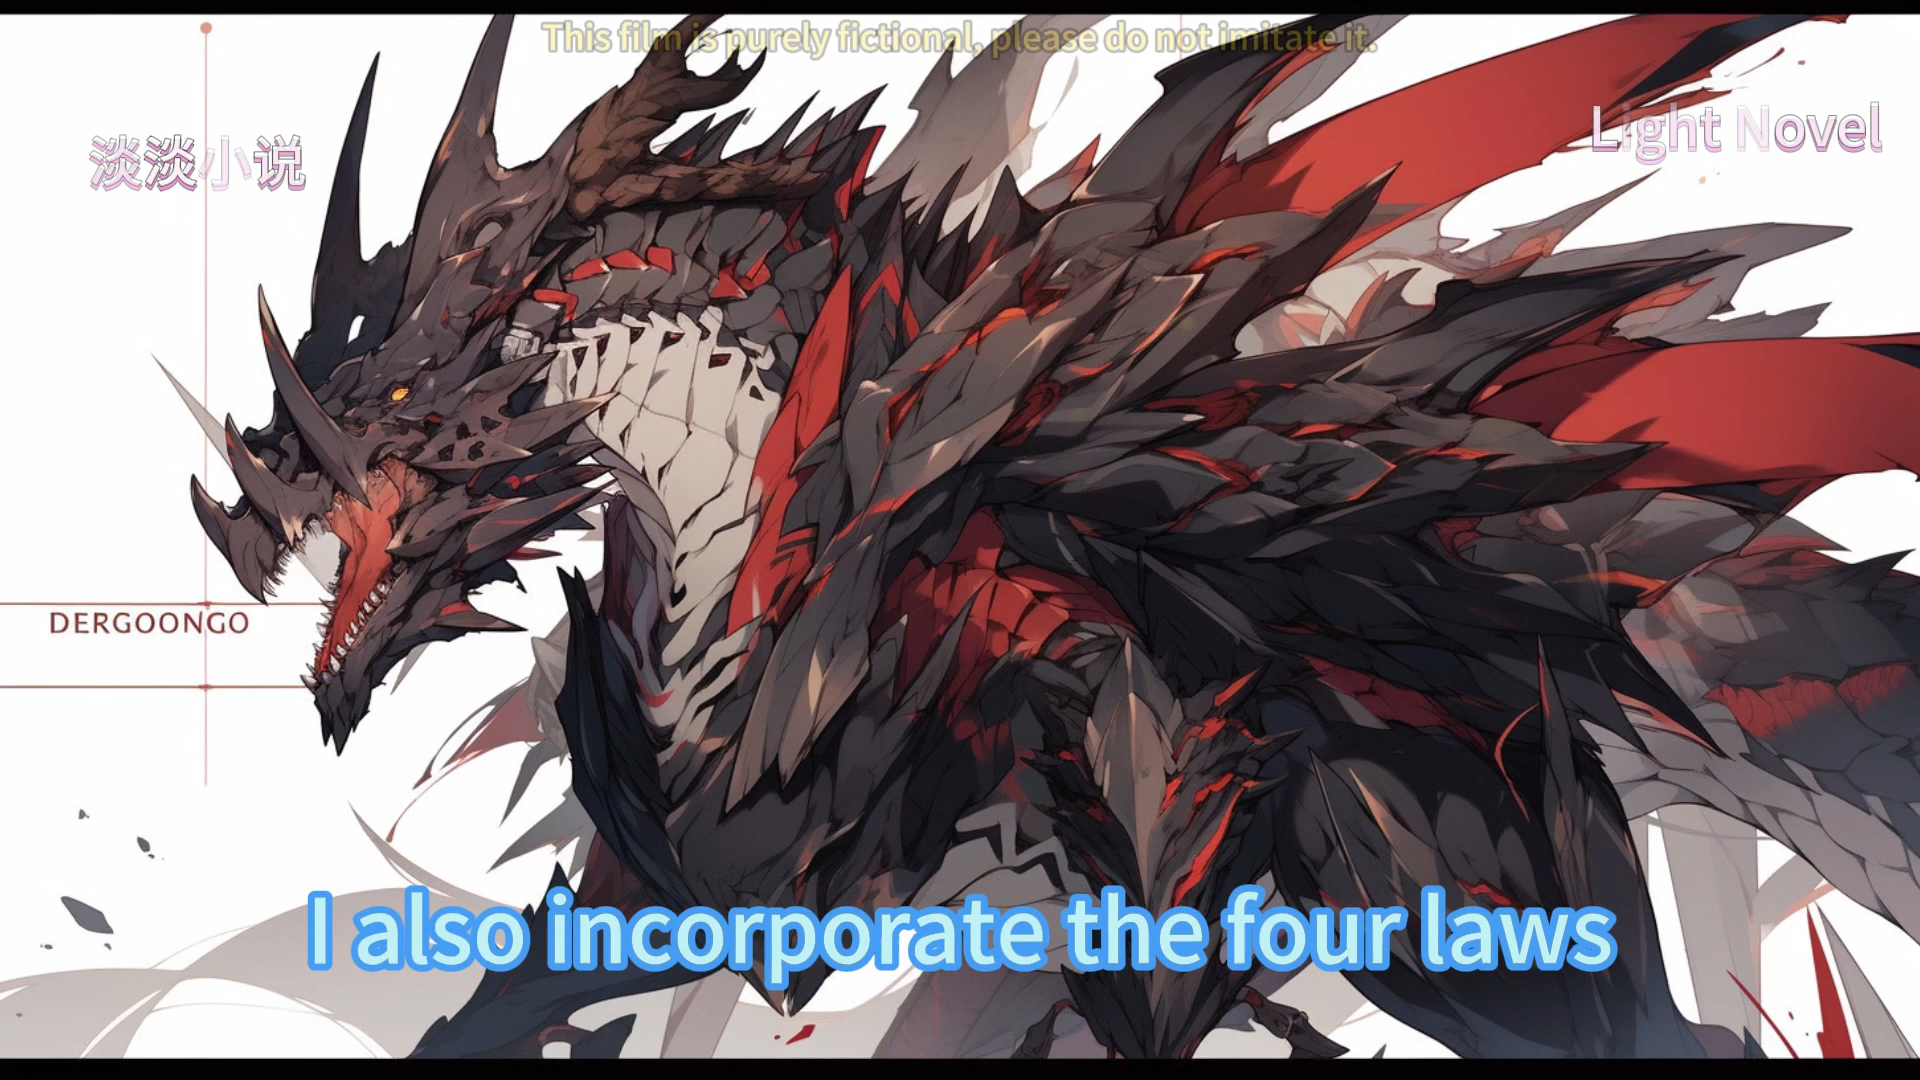 This film is purely fictional, please do not imitate it.
淡淡小说
Light Novel
DERGOONGO
I also incorporate the four laws